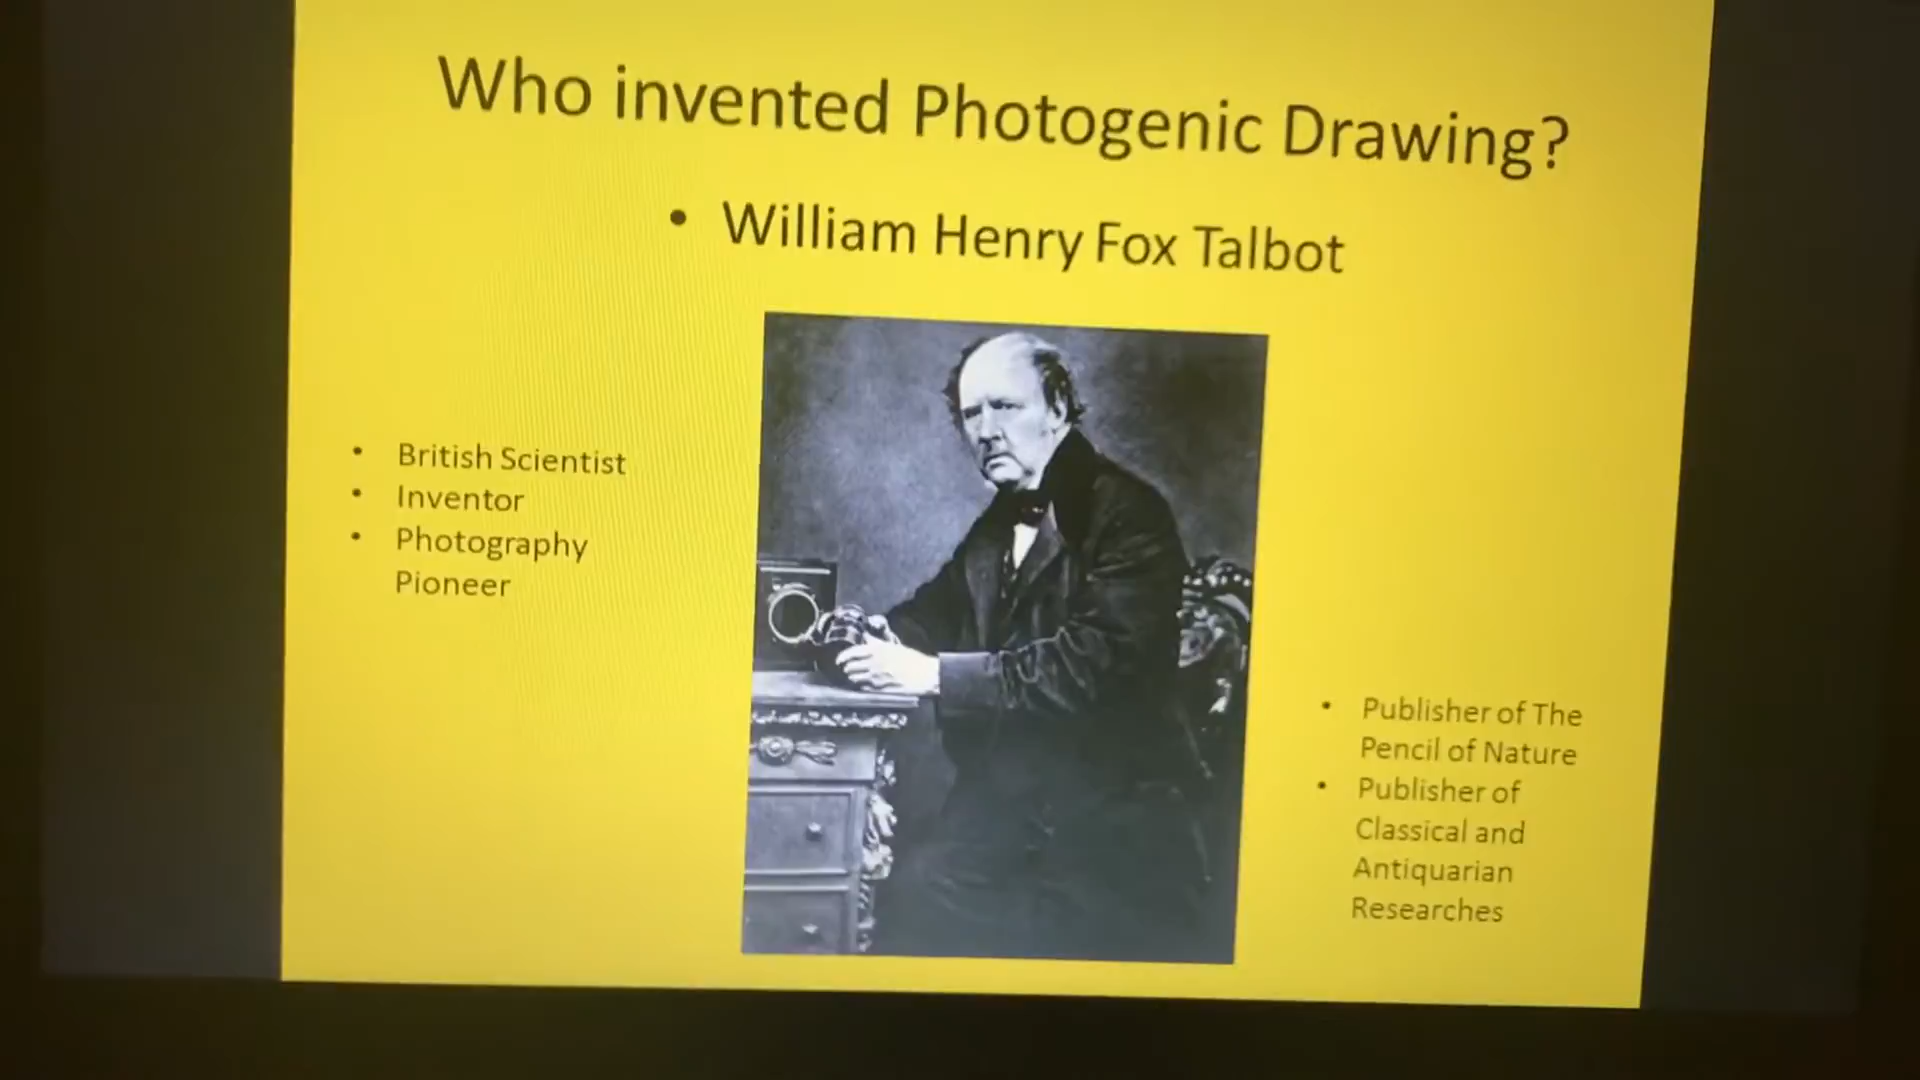 Who invented Photogenic Drawing?
• William Henry Fox Talbot
• British Scientist
• Inventor
• Photography
Pioneer
• Publisher of The
Pencil of Nature
• Publisher of
Classical and
Antiquarian
Researches